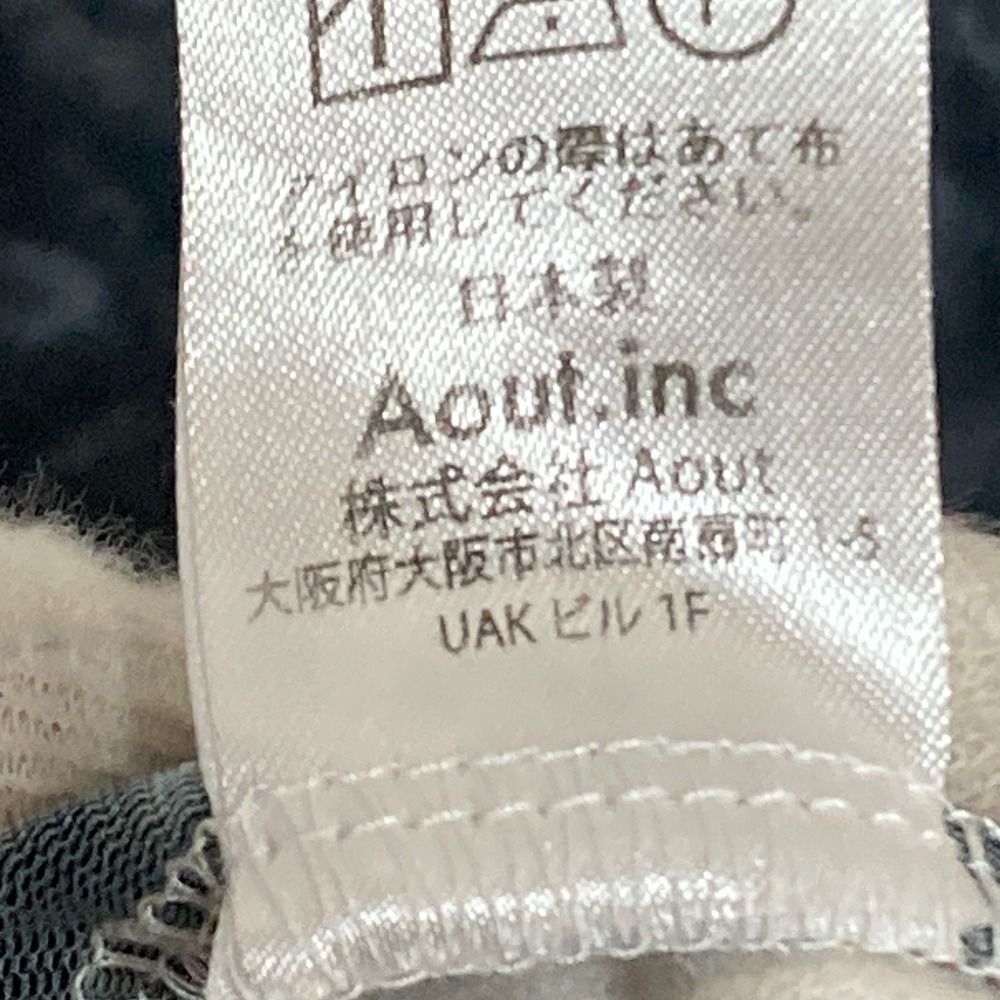 アイロンの際はあて布
を使用してください。
日本製
Aout.inc
株式会社 Aout
大阪府大阪市北区南扇町 -5
UAK ビル 1F